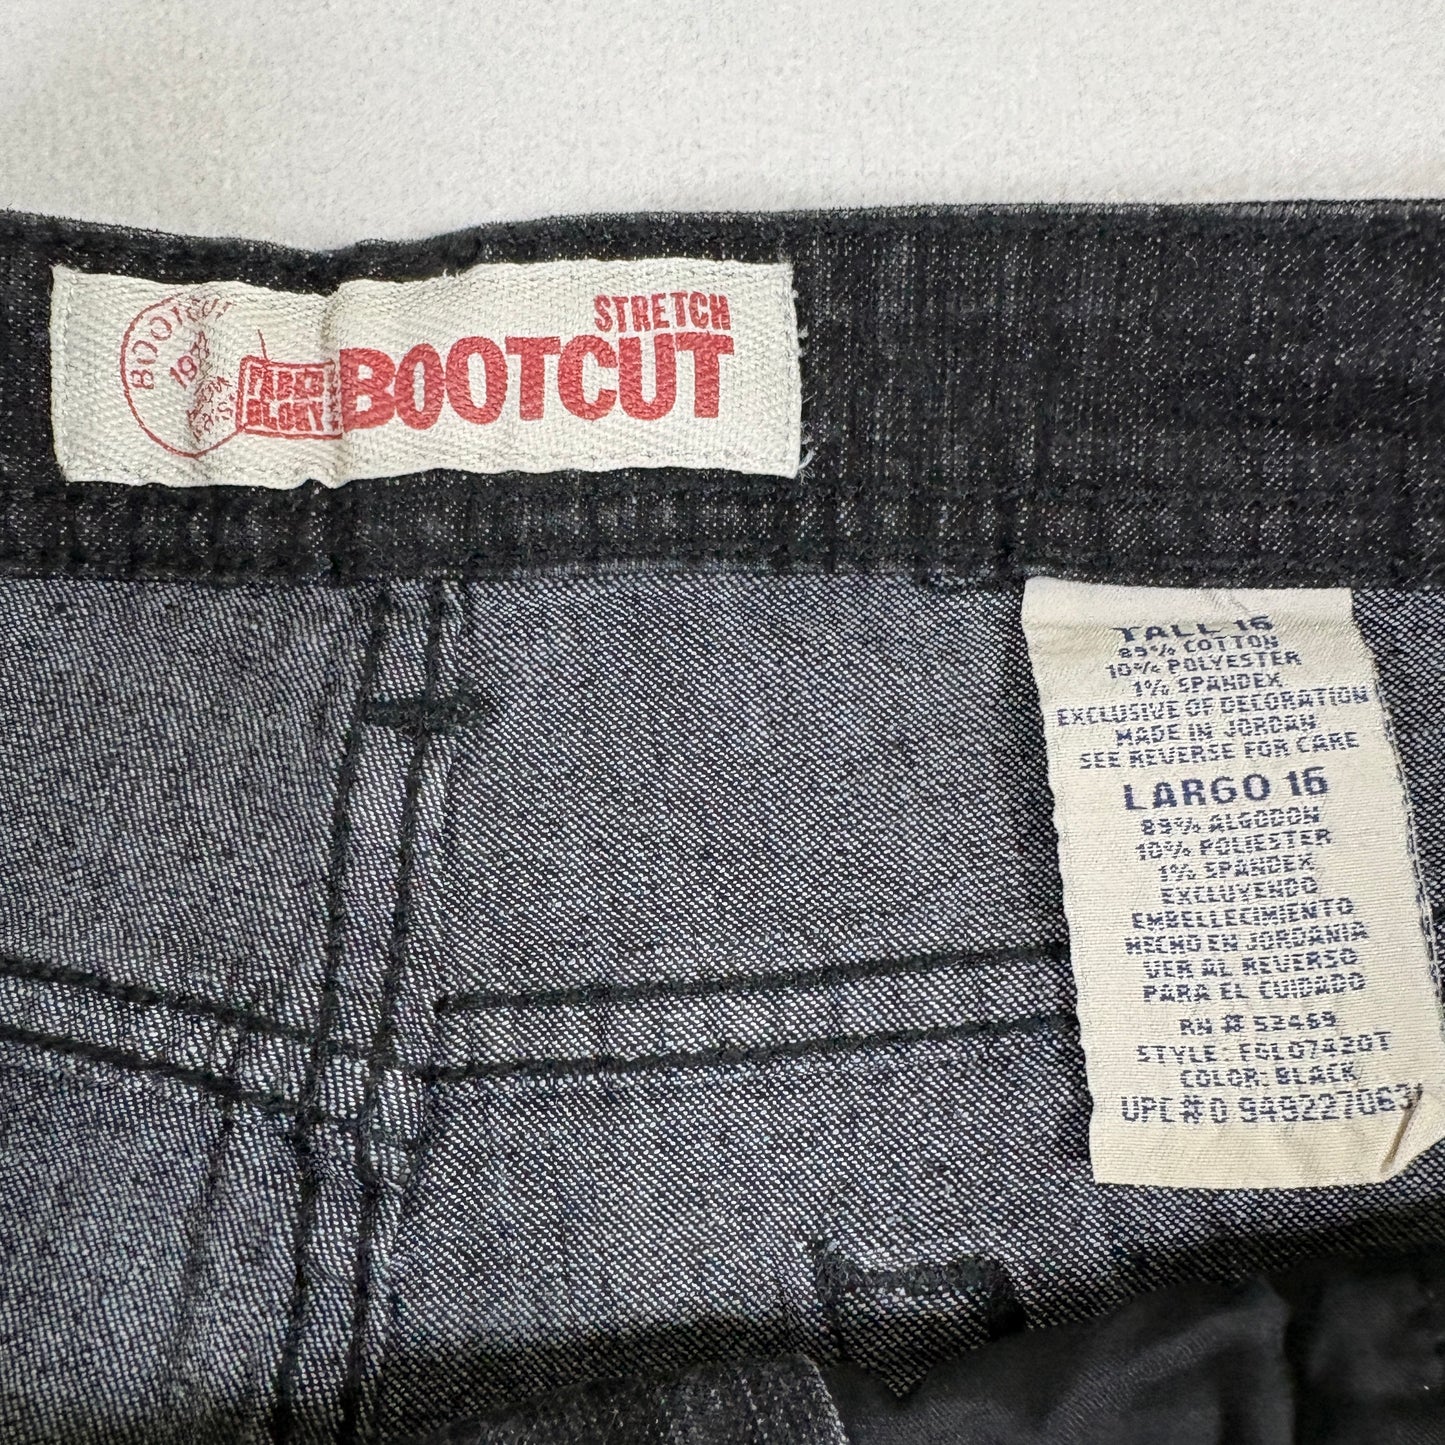 STRETCH
BOOTCUT
TALL 16
89% COTTON
10% POLYESTER
1% SPANDEX
EXCLUSIVE OF DECORATION
MADE IN JORDAN
SEE REVERSE FOR CARE
LARGO 16
89% ALGODON
10% POLIESTER
1% SPANDEX
EXCLUYENDO
EMBELLECIMIENTO
HECHO EN JORDANIA
VER AL REVERSO
PARA EL CUIDADO
RN # 52469
STYLE: FGL07420T
COLOR: BLACK